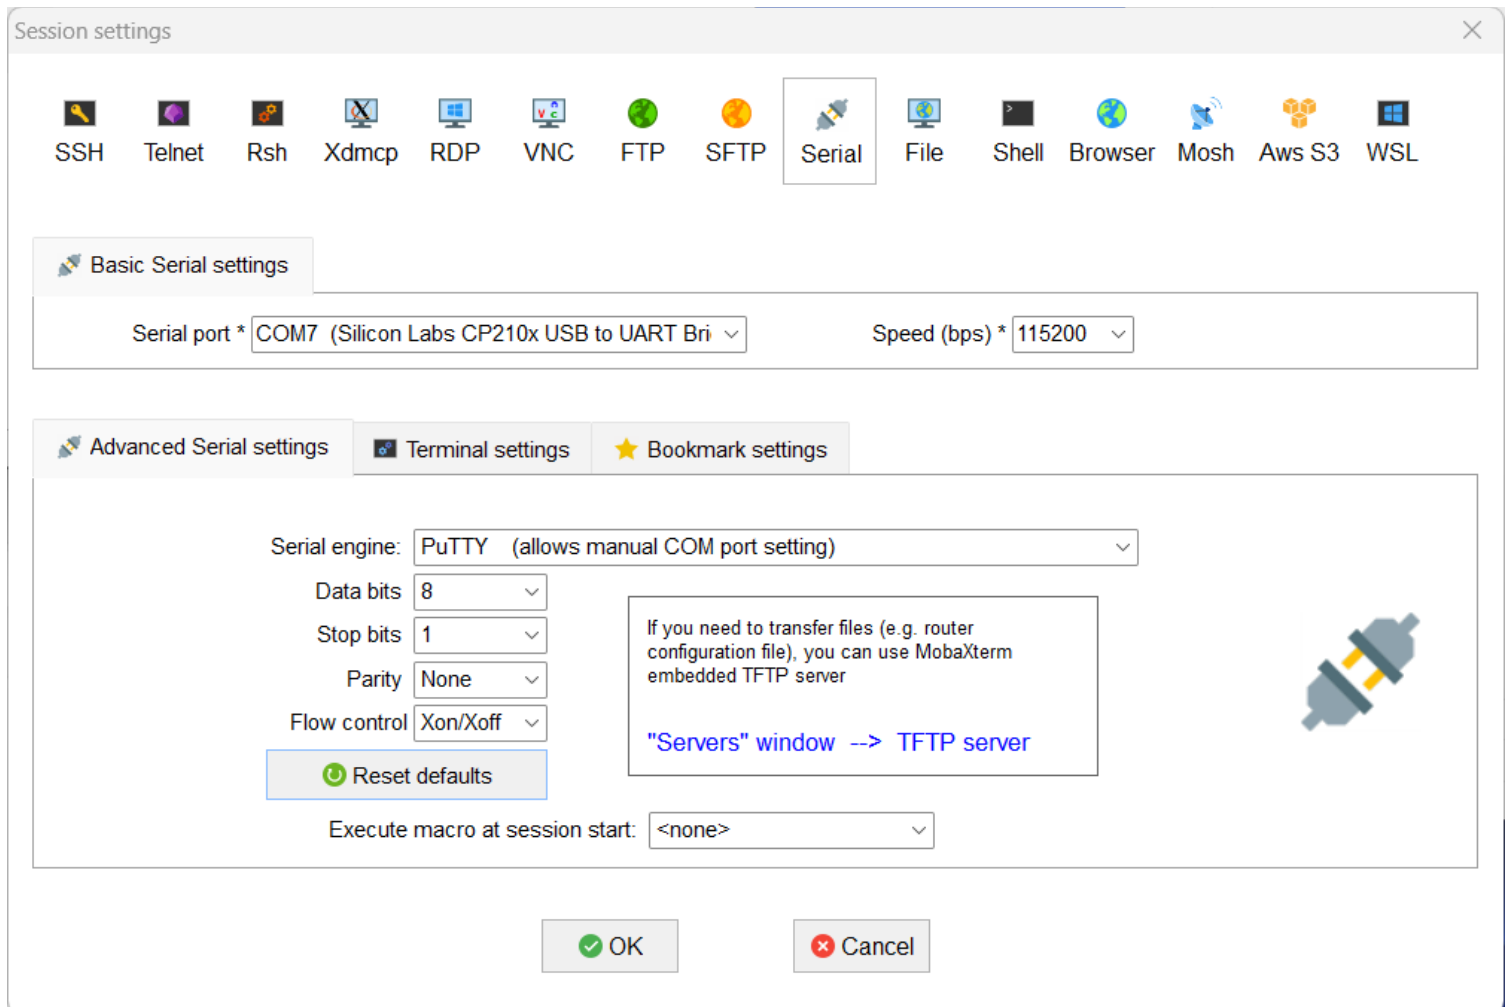 Session settings
SSH Telnet Rsh Xdmcp RDP VNC FTP SFTP Serial File Shell Browser Mosh Aws S3 WSL
Basic Serial settings
Serial port * COM7 (Silicon Labs CP210x USB to UART Bri Speed (bps) * 115200
Advanced Serial settings Terminal settings Bookmark settings
Serial engine: PuTTY (allows manual COM port setting)
Data bits 8
Stop bits 1
Parity None
Flow control Xon/Xoff
Reset defaults
If you need to transfer files (e.g. router
configuration file), you can use MobaXterm
embedded TFTP server
"Servers" window --> TFTP server
Execute macro at session start: <none>
OK Cancel